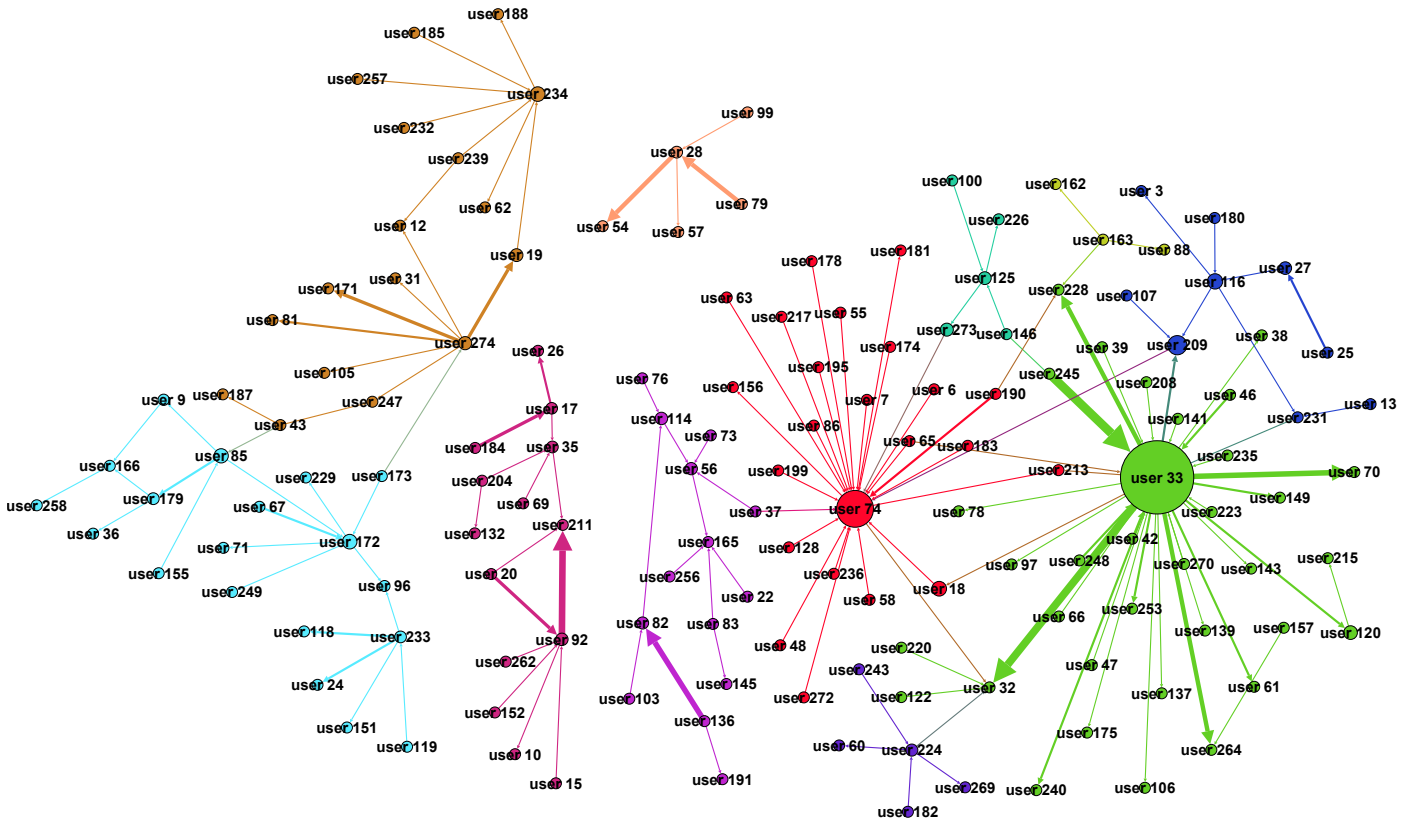 user 188
user 185
user 257
user 234
user 232
user 239
user 62
user 12
user 19
user 31
user 171
user 81
user 274
user 105
user 247
user 187
user 43
user 99
user 28
user 79
user 54
user 57
user 9
user 85
user 166
user 179
user 258
user 36
user 229
user 173
user 67
user 172
user 71
user 155
user 249
user 96
user 118
user 233
user 24
user 151
user 119
user 26
user 17
user 184
user 35
user 204
user 69
user 132
user 211
user 20
user 92
user 262
user 152
user 10
user 15
user 76
user 114
user 73
user 56
user 37
user 165
user 256
user 22
user 82
user 83
user 103
user 145
user 136
user 191
user 181
user 178
user 63
user 217
user 55
user 174
user 195
user 156
user 7
user 6
user 190
user 86
user 65
user 183
user 199
user 213
user 74
user 128
user 236
user 58
user 18
user 48
user 272
user 100
user 226
user 125
user 273
user 146
user 162
user 163
user 88
user 3
user 180
user 27
user 116
user 107
user 209
user 25
user 13
user 231
user 228
user 38
user 39
user 245
user 208
user 46
user 141
user 235
user 33
user 70
user 149
user 78
user 223
user 42
user 97
user 248
user 270
user 143
user 215
user 66
user 253
user 139
user 157
user 120
user 220
user 47
user 32
user 122
user 137
user 61
user 175
user 264
user 240
user 106
user 243
user 60
user 224
user 269
user 182